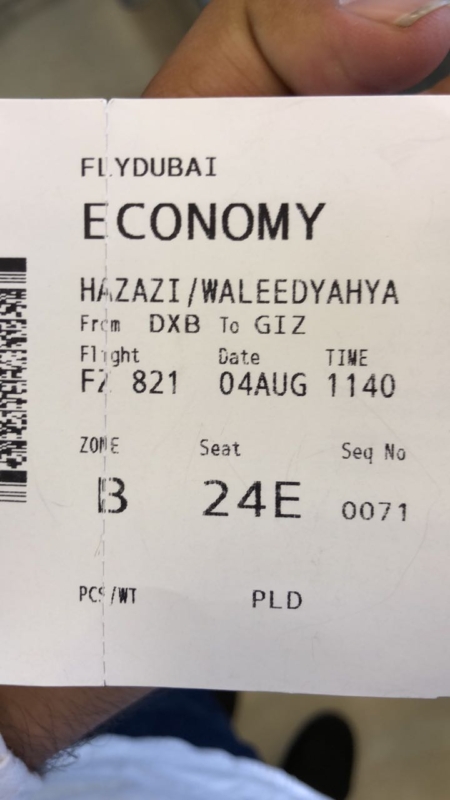 FLYDUBAI
ECONOMY
HAZAZI/WALEEDYAHYA
From DXB To GIZ
Flight Date TIME
FZ 821 04AUG 1140
ZONE Seat Seq No
B 24E 0071
PCS/WT PLD